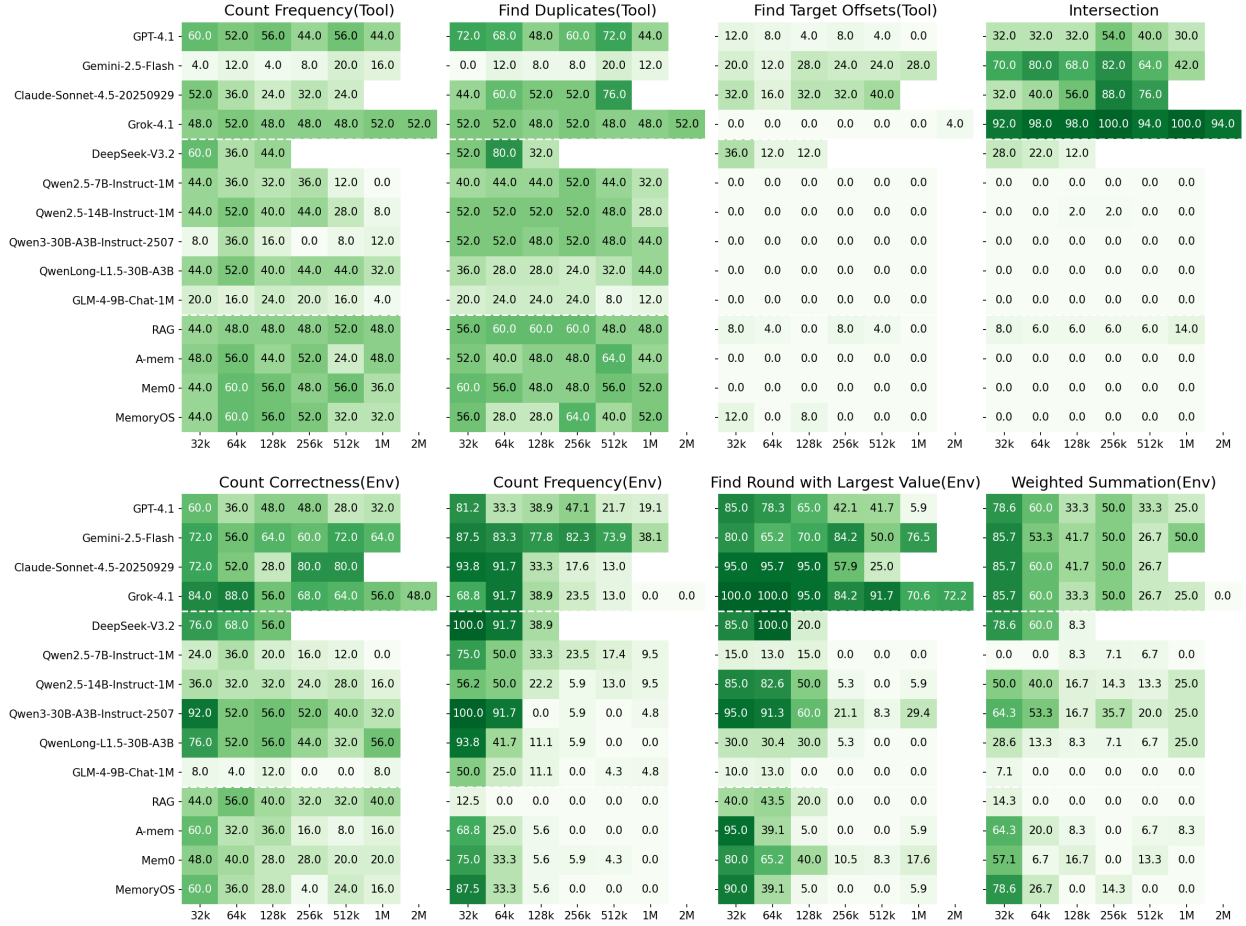 Count Frequency(Tool) Find Duplicates(Tool) Find Target Offsets(Tool) Intersection
GPT-4.1 60.0 52.0 56.0 44.0 56.0 44.0 72.0 68.0 48.0 60.0 72.0 44.0 12.0 8.0 4.0 8.0 4.0 0.0 32.0 32.0 32.0 54.0 40.0 30.0
Gemini-2.5-Flash 4.0 12.0 4.0 8.0 20.0 16.0 0.0 12.0 8.0 8.0 20.0 12.0 20.0 12.0 28.0 24.0 24.0 28.0 70.0 80.0 68.0 82.0 64.0 42.0
Claude-Sonnet-4.5-20250929 52.0 36.0 24.0 32.0 24.0 44.0 60.0 52.0 52.0 76.0 32.0 16.0 32.0 32.0 40.0 32.0 40.0 56.0 88.0 76.0
Grok-4.1 48.0 52.0 48.0 48.0 48.0 52.0 52.0 52.0 52.0 48.0 52.0 48.0 48.0 52.0 0.0 0.0 0.0 0.0 0.0 0.0 4.0 92.0 98.0 98.0 100.0 94.0 100.0 94.0
DeepSeek-V3.2 60.0 36.0 44.0 52.0 80.0 32.0 36.0 12.0 12.0 28.0 22.0 12.0
Qwen2.5-7B-Instruct-1M 44.0 36.0 32.0 36.0 12.0 0.0 40.0 44.0 44.0 52.0 44.0 32.0 0.0 0.0 0.0 0.0 0.0 0.0 0.0 0.0 0.0 0.0 0.0 0.0
Qwen2.5-14B-Instruct-1M 44.0 52.0 40.0 44.0 28.0 8.0 52.0 52.0 52.0 52.0 48.0 28.0 0.0 0.0 0.0 0.0 0.0 0.0 0.0 0.0 2.0 2.0 0.0 0.0
Qwen3-30B-A3B-Instruct-2507 8.0 36.0 16.0 0.0 8.0 12.0 52.0 52.0 48.0 52.0 48.0 44.0 0.0 0.0 0.0 0.0 0.0 0.0 0.0 0.0 0.0 0.0 0.0 0.0
QwenLong-L1.5-30B-A3B 44.0 52.0 40.0 44.0 44.0 32.0 36.0 28.0 28.0 24.0 32.0 44.0 0.0 0.0 0.0 0.0 0.0 0.0 0.0 0.0 0.0 0.0 0.0 0.0
GLM-4-9B-Chat-1M 20.0 16.0 24.0 20.0 16.0 4.0 20.0 24.0 24.0 24.0 8.0 12.0 0.0 0.0 0.0 0.0 0.0 0.0 0.0 0.0 0.0 0.0 0.0 0.0
RAG 44.0 48.0 48.0 48.0 52.0 48.0 56.0 60.0 60.0 60.0 48.0 48.0 8.0 4.0 0.0 8.0 4.0 0.0 8.0 6.0 6.0 6.0 6.0 14.0
A-mem 48.0 56.0 44.0 52.0 24.0 48.0 52.0 40.0 48.0 48.0 64.0 44.0 0.0 0.0 0.0 0.0 0.0 0.0 0.0 0.0 0.0 0.0 0.0 0.0
Mem0 44.0 60.0 56.0 48.0 56.0 36.0 60.0 56.0 48.0 48.0 56.0 52.0 0.0 0.0 0.0 0.0 0.0 0.0 0.0 0.0 0.0 0.0 0.0 0.0
MemoryOS 44.0 60.0 56.0 52.0 32.0 32.0 56.0 28.0 28.0 64.0 40.0 52.0 12.0 0.0 8.0 0.0 0.0 0.0 0.0 0.0 0.0 0.0 0.0 0.0
32k 64k 128k 256k 512k 1M 2M 32k 64k 128k 256k 512k 1M 2M 32k 64k 128k 256k 512k 1M 2M 32k 64k 128k 256k 512k 1M 2M
Count Correctness(Env) Count Frequency(Env) Find Round with Largest Value(Env) Weighted Summation(Env)
GPT-4.1 60.0 36.0 48.0 48.0 28.0 32.0 81.2 33.3 38.9 47.1 21.7 19.1 85.0 78.3 65.0 42.1 41.7 5.9 78.6 60.0 33.3 50.0 33.3 25.0
Gemini-2.5-Flash 72.0 56.0 64.0 60.0 72.0 64.0 87.5 83.3 77.8 82.3 73.9 38.1 80.0 65.2 70.0 84.2 50.0 76.5 85.7 53.3 41.7 50.0 26.7 50.0
Claude-Sonnet-4.5-20250929 72.0 52.0 28.0 80.0 80.0 93.8 91.7 33.3 17.6 13.0 95.0 95.7 95.0 57.9 25.0 85.7 60.0 41.7 50.0 26.7
Grok-4.1 84.0 88.0 56.0 68.0 64.0 56.0 48.0 68.8 91.7 38.9 23.5 13.0 0.0 0.0 100.0 100.0 95.0 84.2 91.7 70.6 72.2 85.7 60.0 33.3 50.0 26.7 25.0 0.0
DeepSeek-V3.2 76.0 68.0 56.0 100.0 91.7 38.9 85.0 100.0 20.0 78.6 60.0 8.3
Qwen2.5-7B-Instruct-1M 24.0 36.0 20.0 16.0 12.0 0.0 75.0 50.0 33.3 23.5 17.4 9.5 15.0 13.0 15.0 0.0 0.0 0.0 0.0 0.0 8.3 7.1 6.7 0.0
Qwen2.5-14B-Instruct-1M 36.0 32.0 32.0 24.0 28.0 16.0 56.2 50.0 22.2 5.9 13.0 9.5 85.0 82.6 50.0 5.3 0.0 5.9 50.0 40.0 16.7 14.3 13.3 25.0
Qwen3-30B-A3B-Instruct-2507 92.0 52.0 56.0 52.0 40.0 32.0 100.0 91.7 0.0 5.9 0.0 4.8 95.0 91.3 60.0 21.1 8.3 29.4 64.3 53.3 16.7 35.7 20.0 25.0
QwenLong-L1.5-30B-A3B 76.0 52.0 56.0 44.0 32.0 56.0 93.8 41.7 11.1 5.9 0.0 0.0 30.0 30.4 30.0 5.3 0.0 0.0 28.6 13.3 8.3 7.1 6.7 25.0
GLM-4-9B-Chat-1M 8.0 4.0 12.0 0.0 0.0 8.0 50.0 25.0 11.1 0.0 4.3 4.8 10.0 13.0 0.0 0.0 0.0 0.0 7.1 0.0 0.0 0.0 0.0 0.0
RAG 44.0 56.0 40.0 32.0 32.0 40.0 12.5 0.0 0.0 0.0 0.0 0.0 40.0 43.5 20.0 0.0 0.0 0.0 14.3 0.0 0.0 0.0 0.0 0.0
A-mem 60.0 32.0 36.0 16.0 8.0 16.0 68.8 25.0 5.6 0.0 0.0 0.0 95.0 39.1 5.0 0.0 0.0 5.9 64.3 20.0 8.3 0.0 6.7 8.3
Mem0 48.0 40.0 28.0 28.0 20.0 20.0 75.0 33.3 5.6 5.9 4.3 0.0 80.0 65.2 40.0 10.5 8.3 17.6 57.1 6.7 16.7 0.0 13.3 0.0
MemoryOS 60.0 36.0 28.0 4.0 24.0 16.0 87.5 33.3 5.6 0.0 0.0 0.0 90.0 39.1 5.0 0.0 0.0 5.9 78.6 26.7 0.0 14.3 0.0 0.0
32k 64k 128k 256k 512k 1M 2M 32k 64k 128k 256k 512k 1M 2M 32k 64k 128k 256k 512k 1M 2M 32k 64k 128k 256k 512k 1M 2M